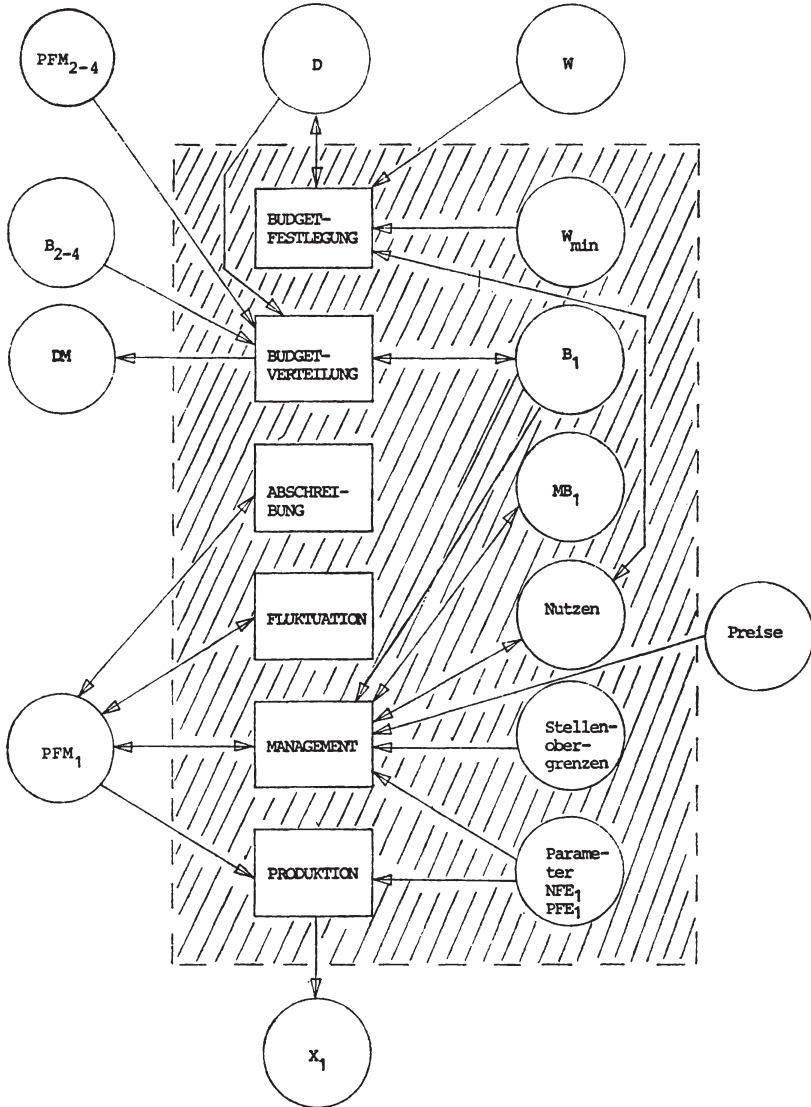 PFM2-4
D
W
BUDGET-
FESTLEGUNG
B2-4
Wmin
DM
BUDGET-
VERTEILUNG
B1
ABSCHREI-
BUNG
MB1
FLUKTUATION
Nutzen
Preise
PFM1
MANAGEMENT
Stellen-
ober-
grenzen
PRODUKTION
Parame-
ter
NFE1
PFE1
X1